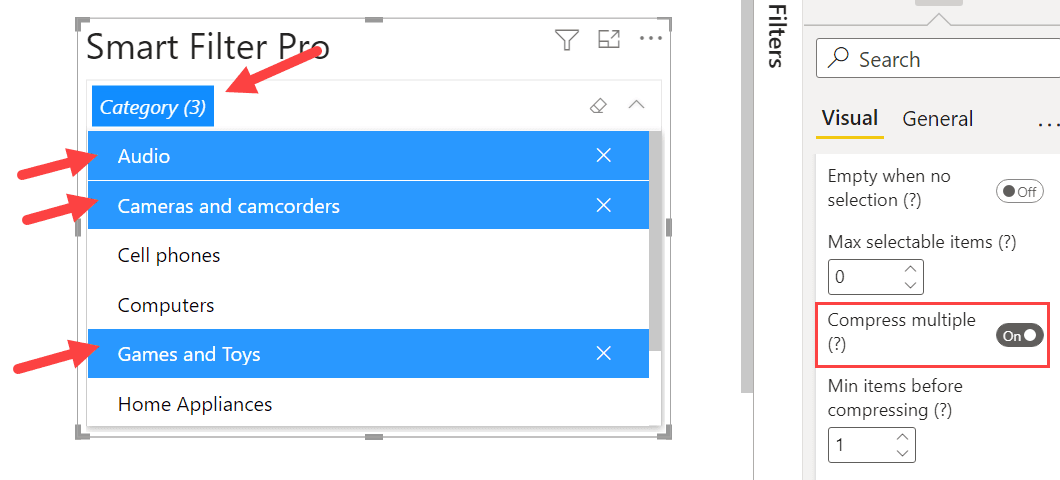 Smart Filter Pro
Category (3)
Audio
Cameras and camcorders
Cell phones
Computers
Games and Toys
Home Appliances
Filters
Search
Visual General
Empty when no
selection (?)
Off
Max selectable items (?)
0
Compress multiple
(?)
On
Min items before
compressing (?)
1